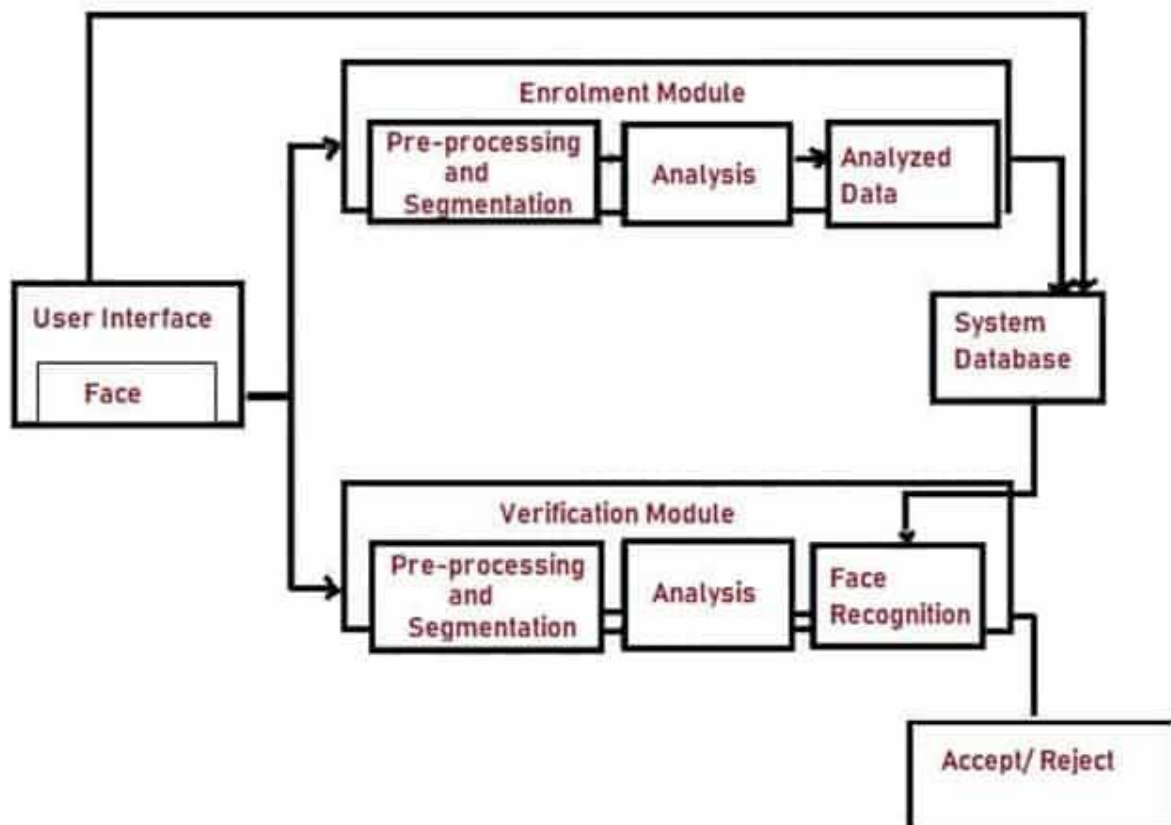 Enrolment Module
Pre-processing
and
Segmentation
Analysis
Analyzed
Data
User Interface
Face
System
Database
Verification Module
Pre-processing
and
Segmentation
Analysis
Face
Recognition
Accept/ Reject